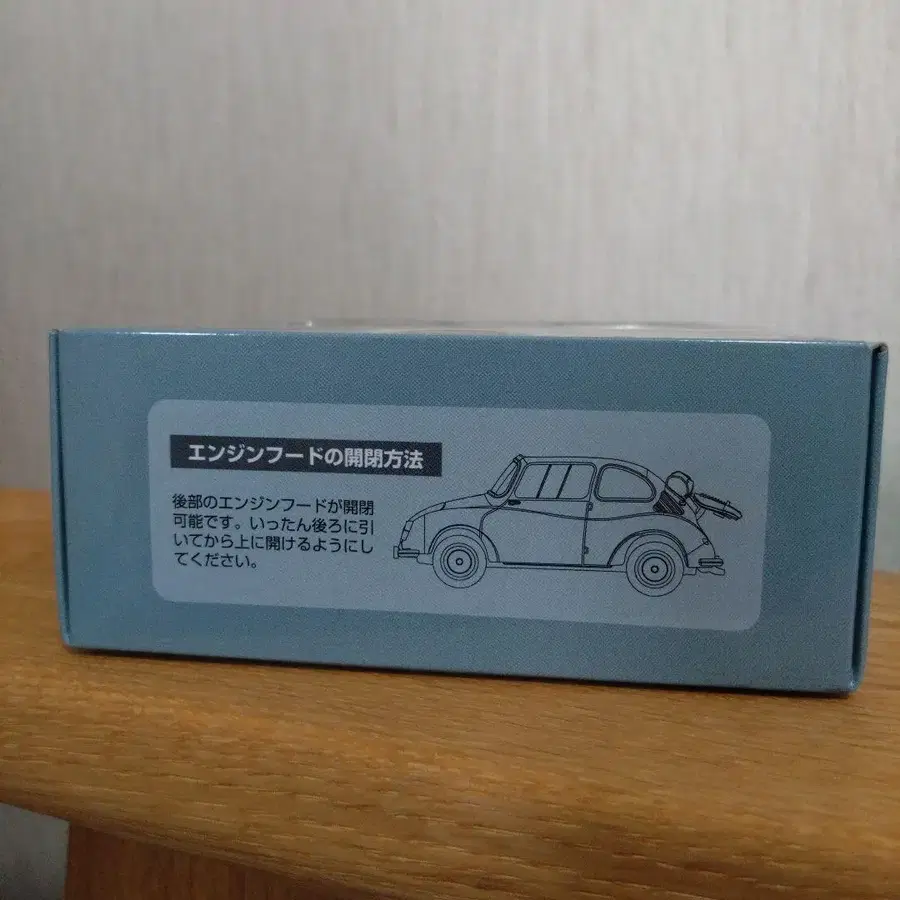 エンジンフードの開閉方法
後部のエンジンフードが開閉
可能です。いったん後ろに引
いてから上に開けるようにし
てください。